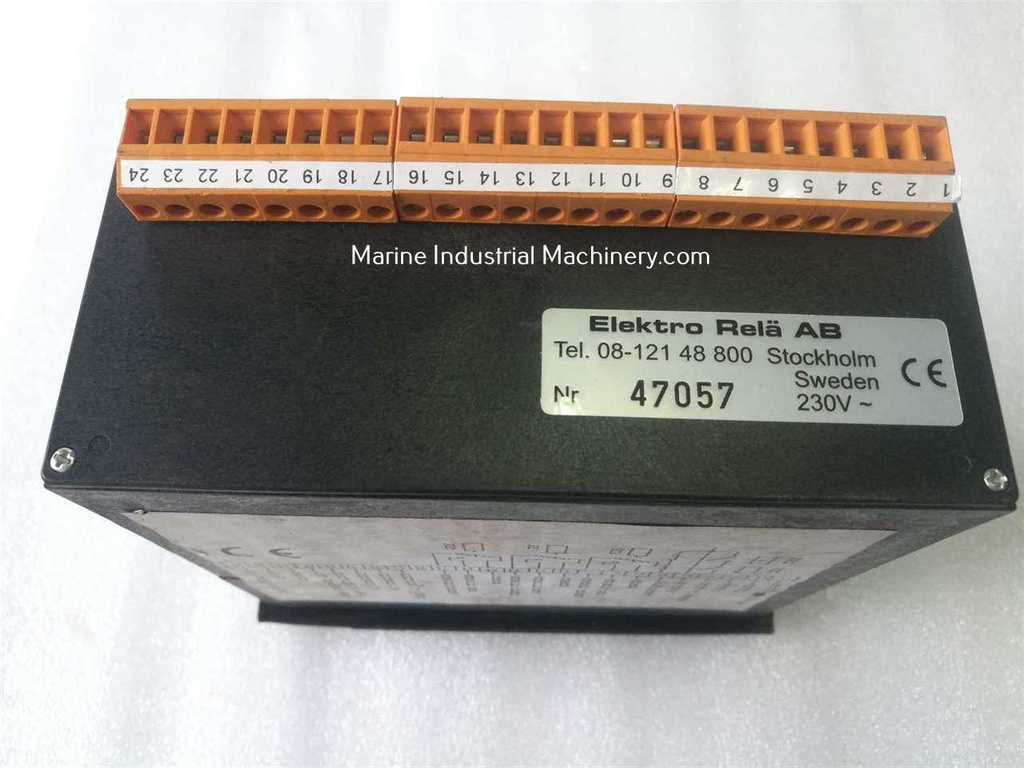 24 23 22 21 20 19 18 17 16 15 14 13 12 11 10 9 8 7 6 5 4 3 2 1
Marine Industrial Machinery.com
Elektro Relä AB
Tel. 08-121 48 800 Stockholm
Sweden
Nr 47057
230V ~
CE
CE